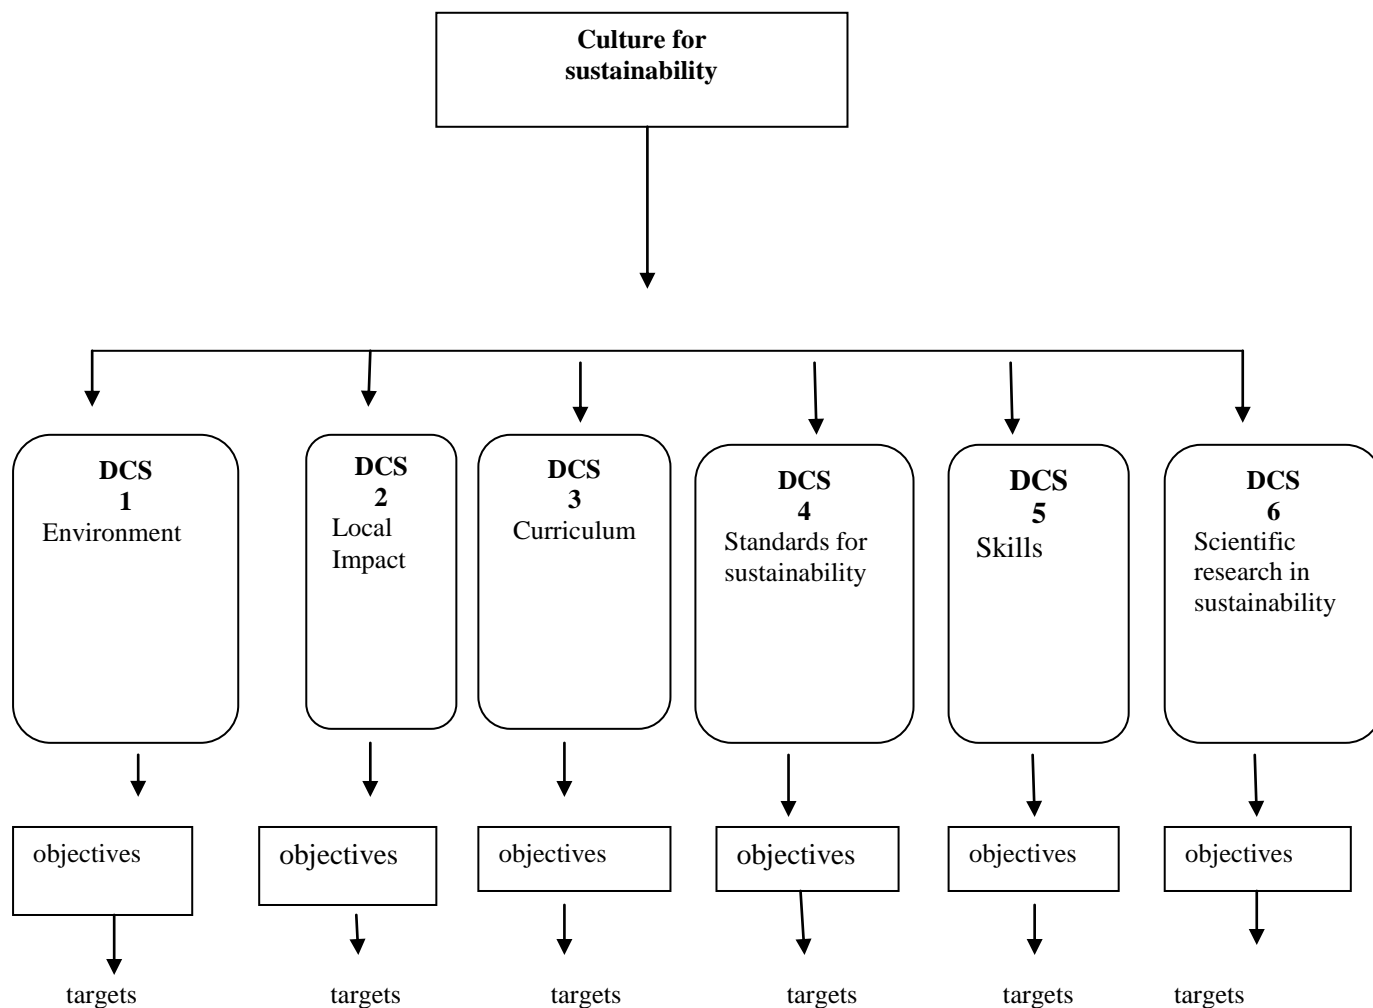 Culture for
sustainability
DCS
1
Environment
DCS
2
Local
Impact
DCS
3
Curriculum
DCS
4
Standards for
sustainability
DCS
5
Skills
DCS
6
Scientific
research in
sustainability
objectives
objectives
objectives
objectives
objectives
objectives
targets
targets
targets
targets
targets
targets